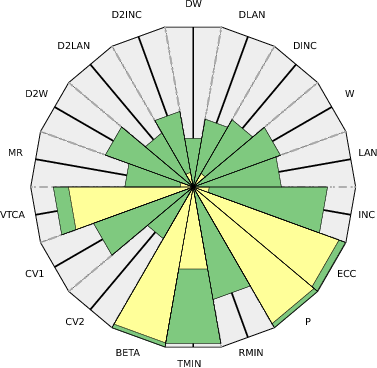 DW
D2INC
DLAN
D2LAN
DINC
D2W
W
MR
LAN
VTCA
INC
CV1
ECC
CV2
P
BETA
RMIN
TMIN